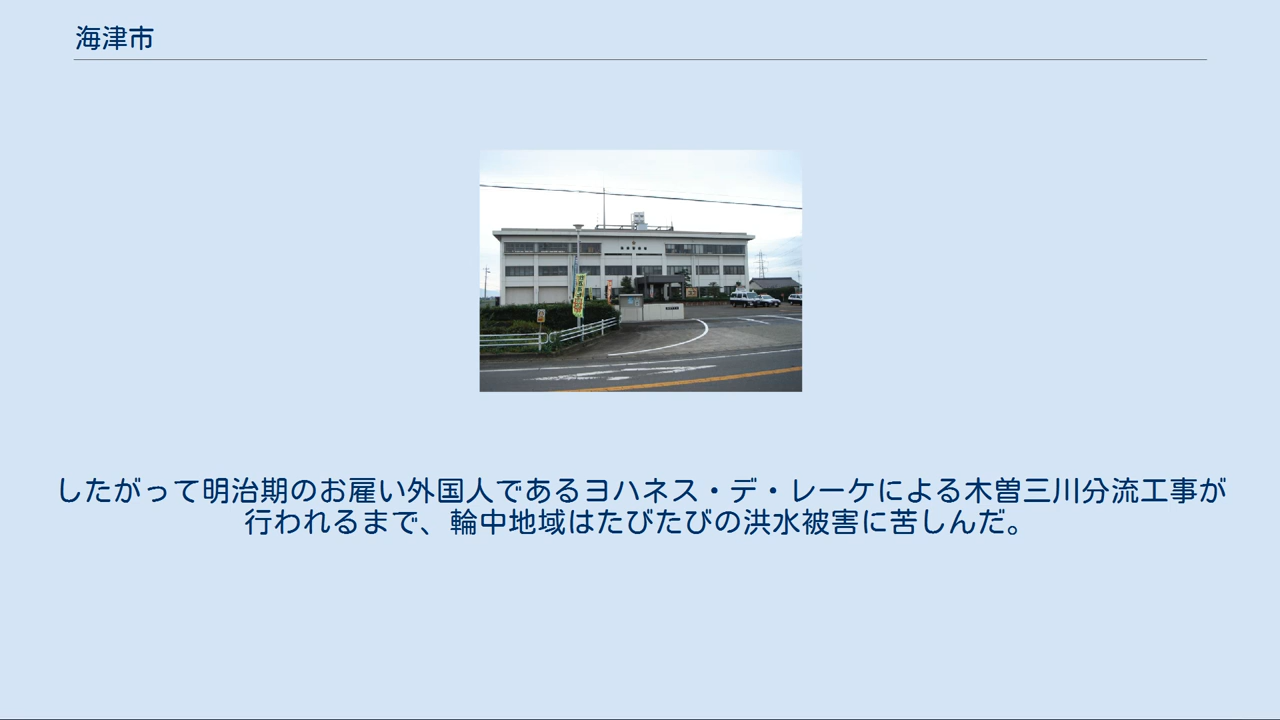 海津市
したがって明治期のお雇い外国人であるヨハネス・デ・レーケによる木曽三川分流工事が
行われるまで、輪中地域はたびたびの洪水被害に苦しんだ。